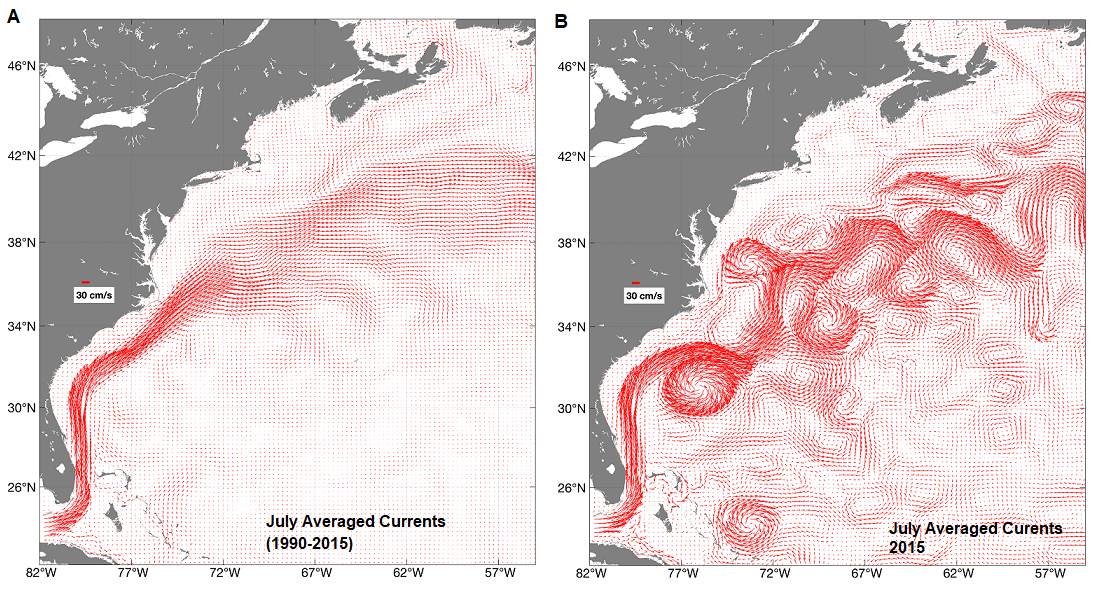 A
46°N
42°N
38°N
34°N
30°N
26°N
30 cm/s
July Averaged Currents
(1990-2015)
82°W 77°W 72°W 67°W 62°W 57°W
B
46°N
42°N
38°N
34°N
30°N
26°N
30 cm/s
July Averaged Curents
2015
82°W 77°W 72°W 67°W 62°W 57°W